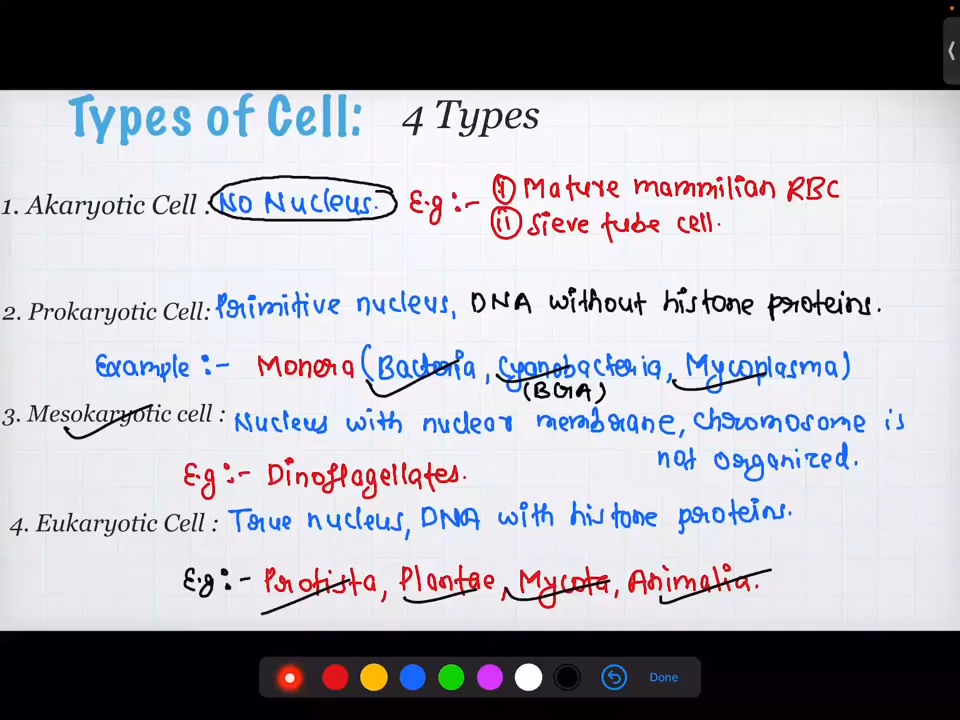 Types of Cell: 4 Types
1. Akaryotic Cell : No Nucleus. E.g :- (i) Mature mammilian RBC
(ii) Sieve tube cell.
2. Prokaryotic Cell: Primitive nucleus, DNA without histone proteins.
Example :- Monera (Bacteria, Cyanobacteria, Mycoplasma)
(BGA)
3. Mesokaryotic cell : Nucleus with nuclear membrane, chromosome is
not organized.
E.g :- Dinoflagellates.
4. Eukaryotic Cell : True nucleus, DNA with histone proteins.
E.g :- Protista, Plantae, Mycota, Animalia.
Done